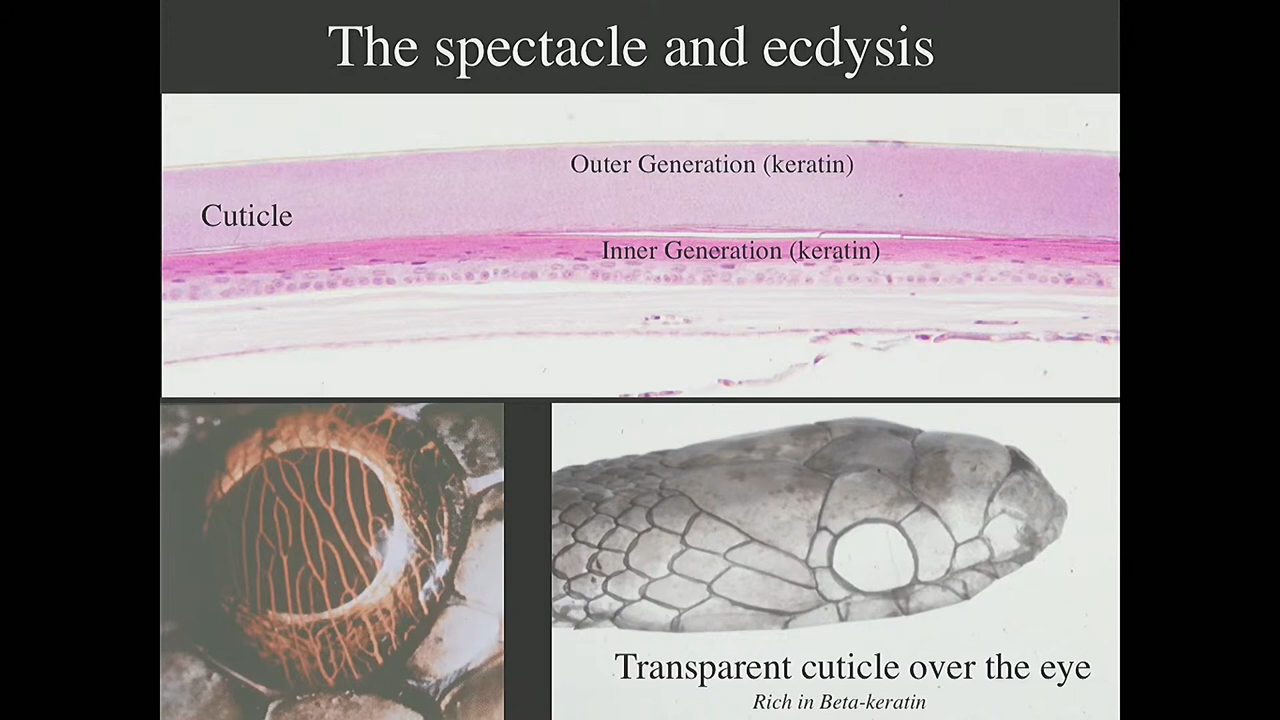 The spectacle and ecdysis
Outer Generation (keratin)
Cuticle
Inner Generation (keratin)
Transparent cuticle over the eye
Rich in Beta-keratin